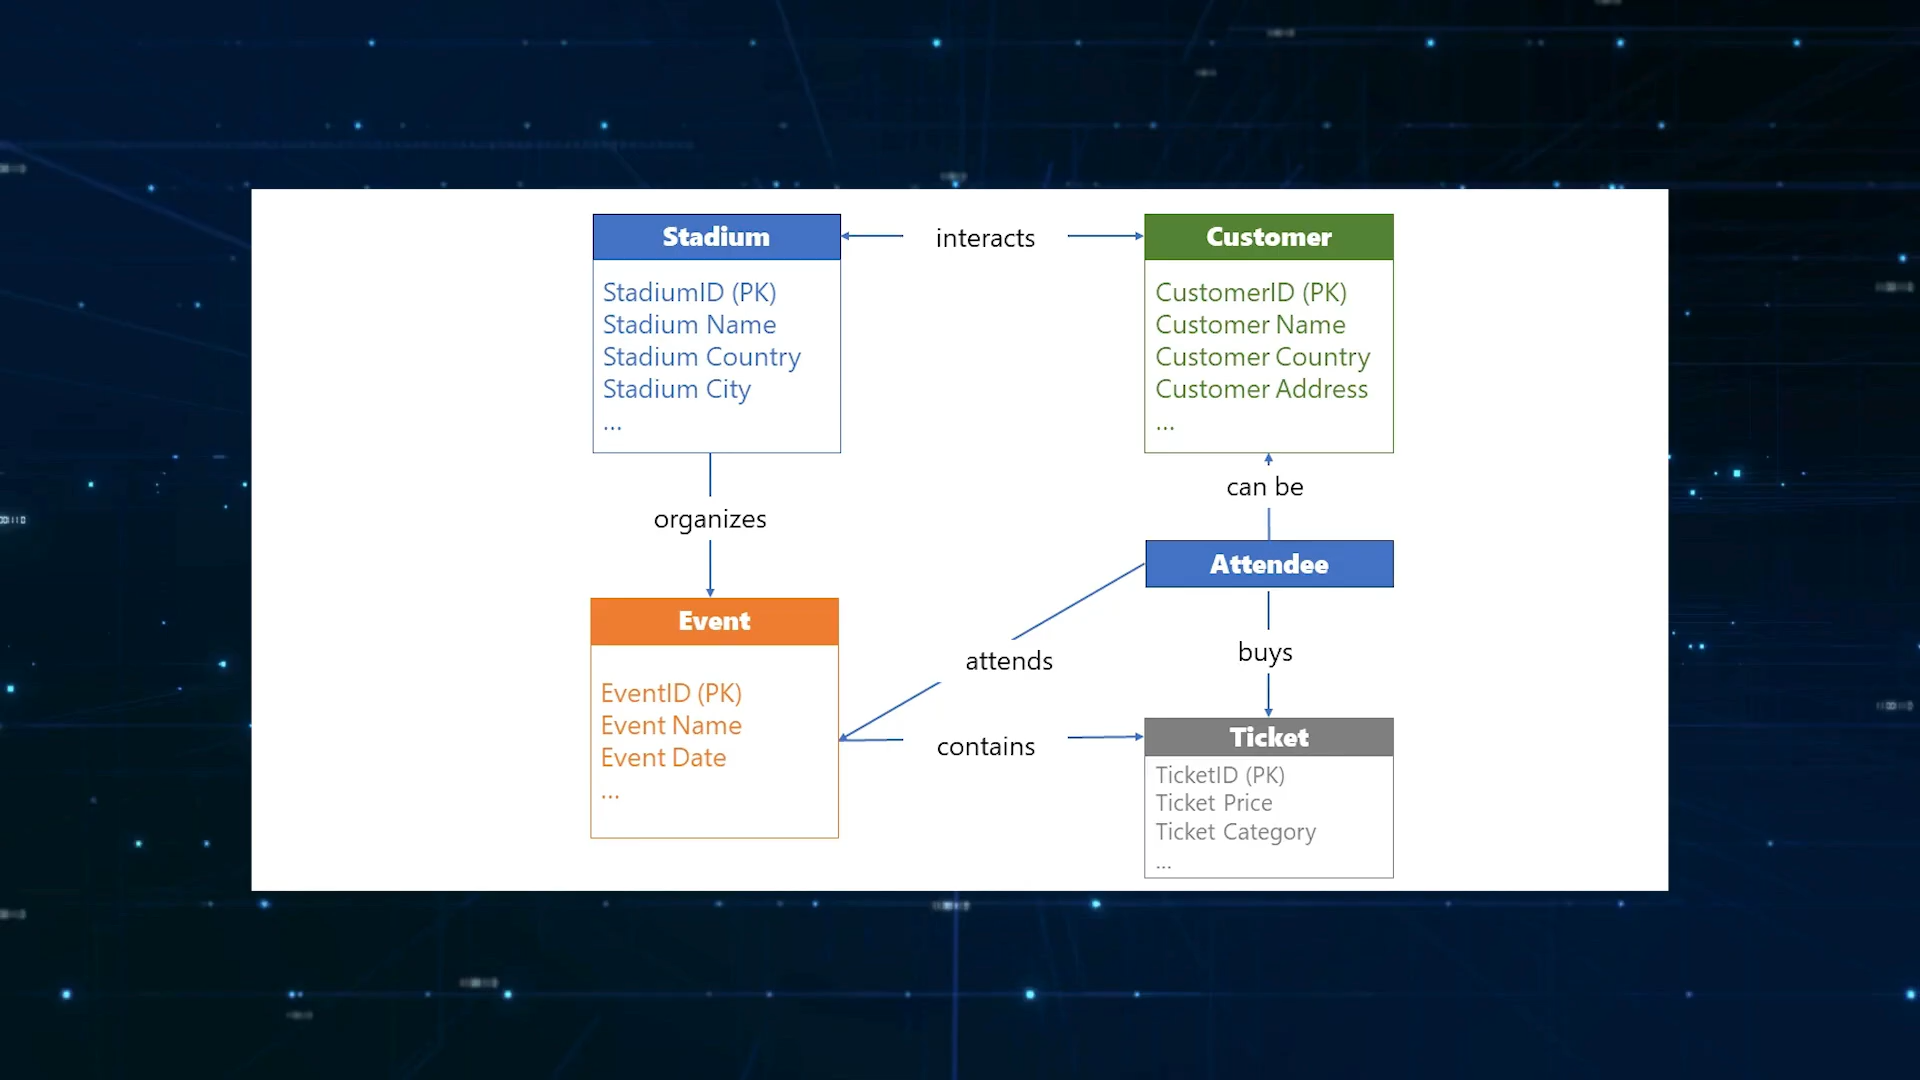 Stadium
interacts
Customer
StadiumID (PK)
Stadium Name
Stadium Country
Stadium City
...
CustomerID (PK)
Customer Name
Customer Country
Customer Address
...
can be
organizes
Attendee
Event
attends
buys
EventID (PK)
Event Name
Event Date
...
contains
Ticket
TicketID (PK)
Ticket Price
Ticket Category
...